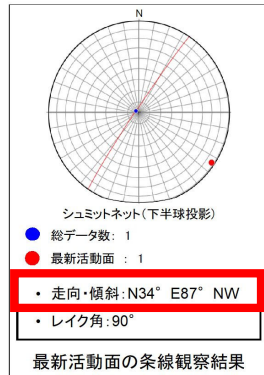 N
シュミットネット(下半球投影)
総データ数: 1
最新活動面 : 1
・ 走向・傾斜:N34° E87° NW
・ レイク角:90°
最新活動面の条線観察結果